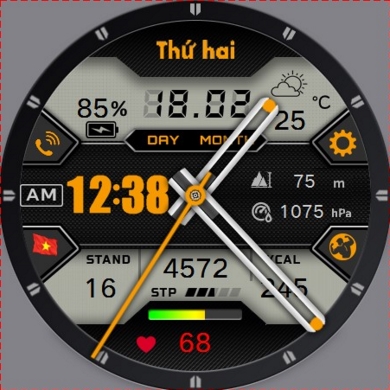 Thứ hai
85%
18.02
°C
25
DAY MONTH
AM 12:38
75 m
1075 hPa
STAND
4572
16
STP
245
68